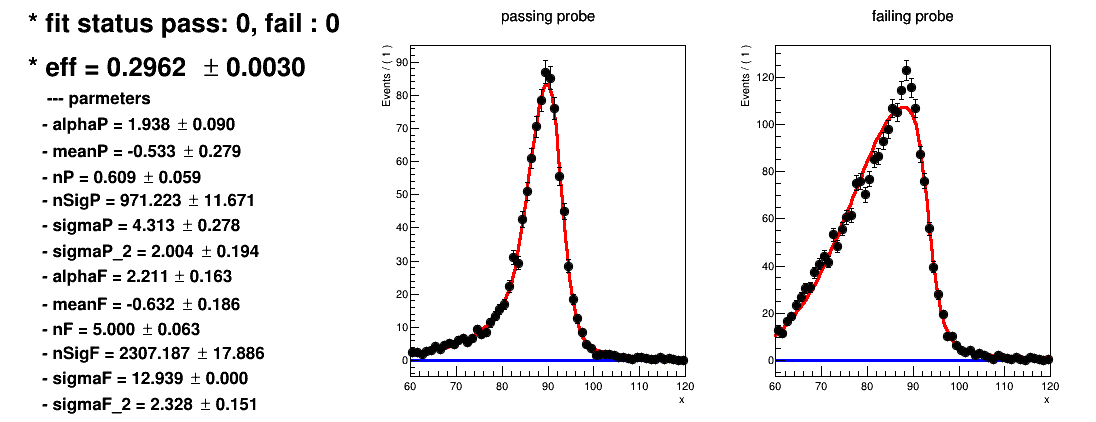 * fit status pass: 0, fail : 0
* eff = 0.2962 ± 0.0030
--- parmeters
- alphaP = 1.938 ± 0.090
- meanP = -0.533 ± 0.279
- nP = 0.609 ± 0.059
- nSigP = 971.223 ± 11.671
- sigmaP = 4.313 ± 0.278
- sigmaP_2 = 2.004 ± 0.194
- alphaF = 2.211 ± 0.163
- meanF = -0.632 ± 0.186
- nF = 5.000 ± 0.063
- nSigF = 2307.187 ± 17.886
- sigmaF = 12.939 ± 0.000
- sigmaF_2 = 2.328 ± 0.151
passing probe
Events / ( 1 )
90
80
70
60
50
40
30
20
10
0
60 70 80 90 100 110 120
x
failing probe
Events / ( 1 )
120
100
80
60
40
20
0
60 70 80 90 100 110 120
x